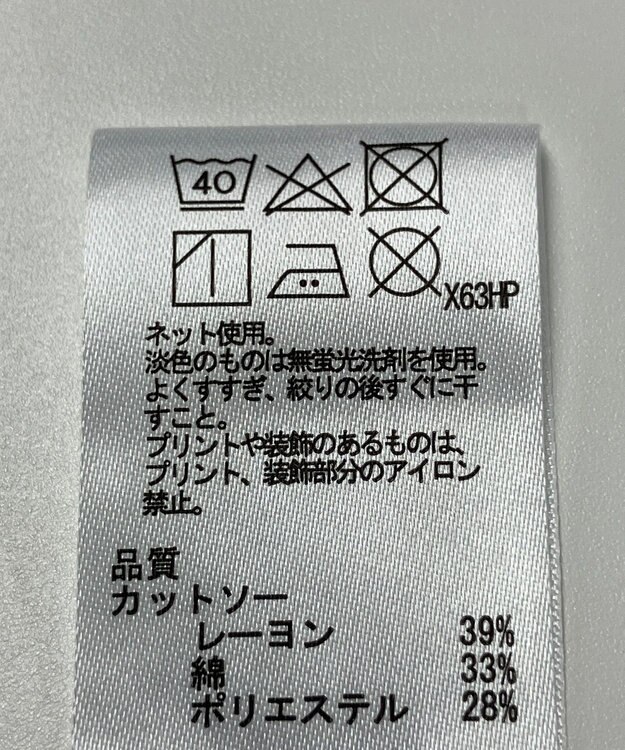 40
X63HP
ネット使用。
淡色のものは無蛍光洗剤を使用。
よくすすぎ、絞りの後すぐに干
すこと。
プリントや装飾のあるものは、
プリント、装飾部分のアイロン
禁止。
品質
カットソー
レーヨン 39%
綿 33%
ポリエステル 28%